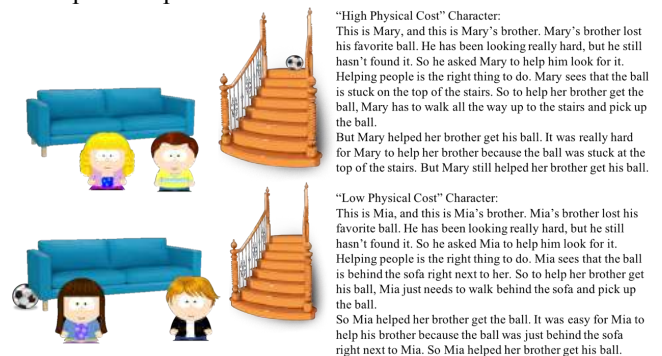 “High Physical Cost” Character:
This is Mary, and this is Mary’s brother. Mary’s brother lost
his favorite ball. He has been looking really hard, but he still
hasn’t found it. So he asked Mary to help him look for it.
Helping people is the right thing to do. Mary sees that the ball
is stuck on the top of the stairs. So to help her brother get the
ball, Mary has to walk all the way up to the stairs and pick up
the ball.
But Mary helped her brother get his ball. It was really hard
for Mary to help her brother because the ball was stuck at the
top of the stairs. But Mary still helped her brother get his ball.
“Low Physical Cost” Character:
This is Mia, and this is Mia’s brother. Mia’s brother lost his
favorite ball. He has been looking really hard, but he still
hasn’t found it. So he asked Mia to help him look for it.
Helping people is the right thing to do. Mia sees that the ball
is behind the sofa right next to her. So to help her brother get
his ball, Mia just needs to walk behind the sofa and pick up
the ball.
So Mia helped her brother get the ball. It was easy for Mia to
help his brother because the ball was just behind the sofa
right next to Mia. So Mia helped her brother get his ball.